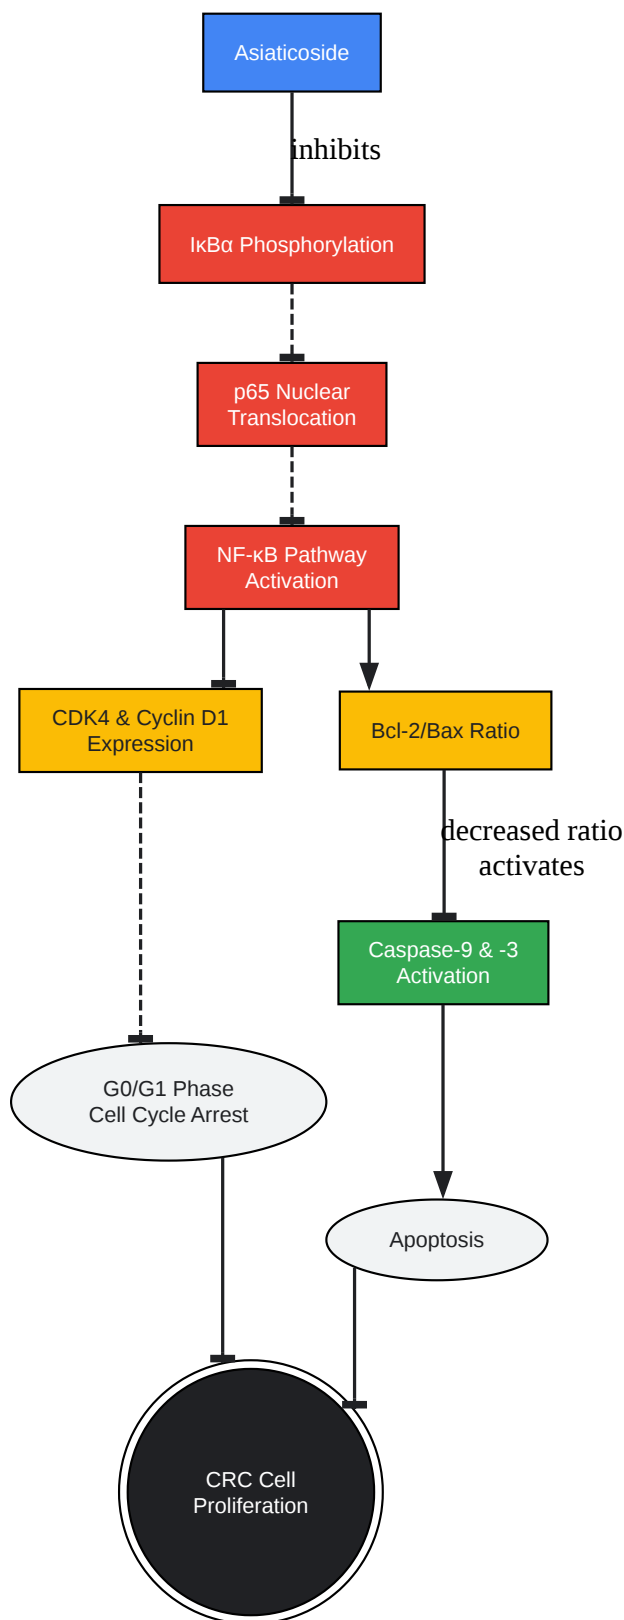 Asiaticoside
inhibits
IκBα Phosphorylation
p65 Nuclear
Translocation
NF-κB Pathway
Activation
CDK4 & Cyclin D1
Expression
Bcl-2/Bax Ratio
decreased ratio
activates
Caspase-9 & -3
Activation
G0/G1 Phase
Cell Cycle Arrest
Apoptosis
CRC Cell
Proliferation